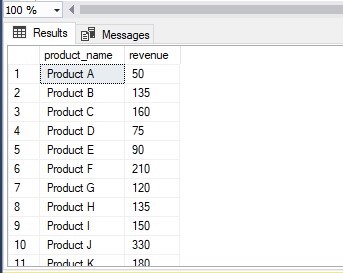 100 %
Results Messages
product_name revenue
1 Product A 50
2 Product B 135
3 Product C 160
4 Product D 75
5 Product E 90
6 Product F 210
7 Product G 120
8 Product H 135
9 Product I 150
10 Product J 330
11 Product K 180